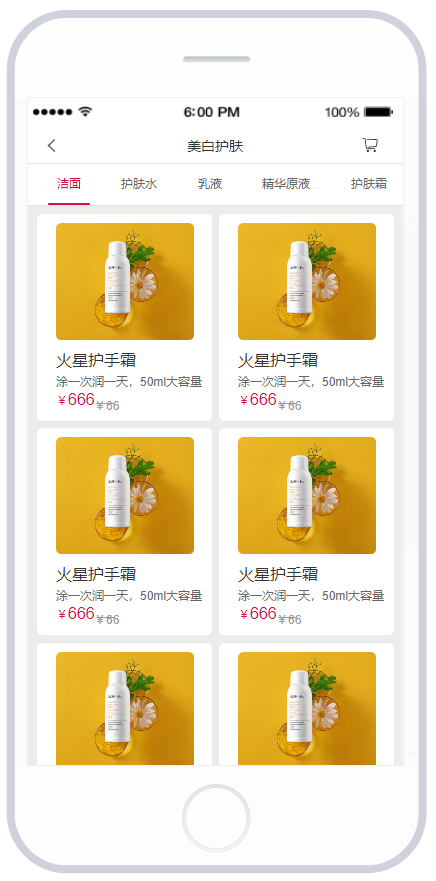 6:00 PM 100%
美白护肤
洁面 护肤水 乳液 精华原液 护肤霜
火星护手霜 火星护手霜
涂一次润一天，50ml大容量 涂一次润一天，50ml大容量
¥666 ¥66 ¥666 ¥66
火星护手霜 火星护手霜
涂一次润一天，50ml大容量 涂一次润一天，50ml大容量
¥666 ¥66 ¥666 ¥66